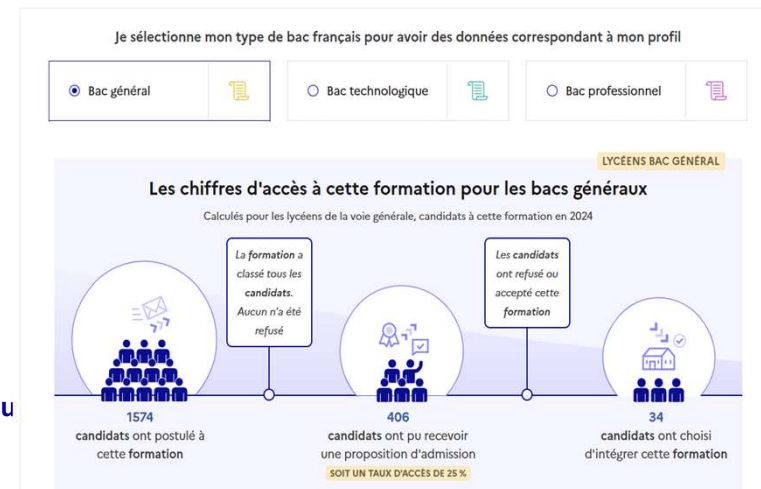 Je sélectionne mon type de bac français pour avoir des données correspondant à mon profil
Bac général
Bac technologique
Bac professionnel
LYCÉENS BAC GÉNÉRAL
Les chiffres d'accès à cette formation pour les bacs généraux
Calculés pour les lycéens de la voie générale, candidats à cette formation en 2024
La formation a
classé tous les
candidats.
Aucun n'a été
refusé
Les candidats
ont refusé ou
accepté cette
formation
1574
candidats ont postulé à
cette formation
406
candidats ont pu recevoir
une proposition d'admission
SOIT UN TAUX D'ACCÈS DE 25 %
34
candidats ont choisi
d'intégrer cette formation